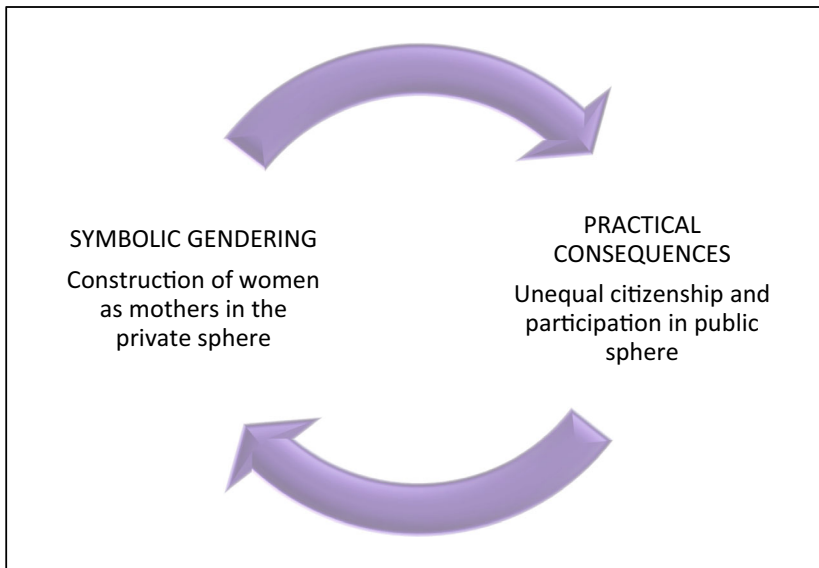 SYMBOLIC GENDERING
Construction of women
as mothers in the
private sphere
PRACTICAL
CONSEQUENCES
Unequal citizenship and
participation in public
sphere